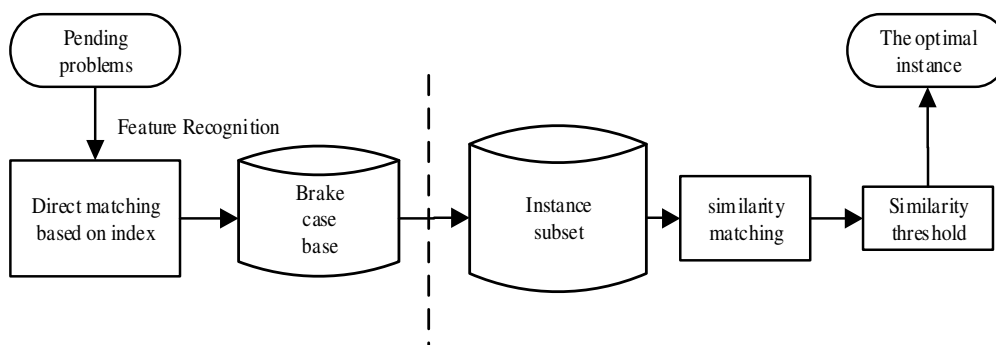 Pending
problems
The optimal
instance
Feature Recognition
Direct matching
based on index
Brake
case
base
Instance
subset
similarity
matching
Similarity
threshold